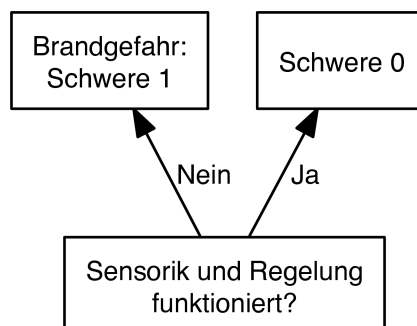 Brandgefahr:
Schwere 1
Schwere 0
Nein
Ja
Sensorik und Regelung
funktioniert?